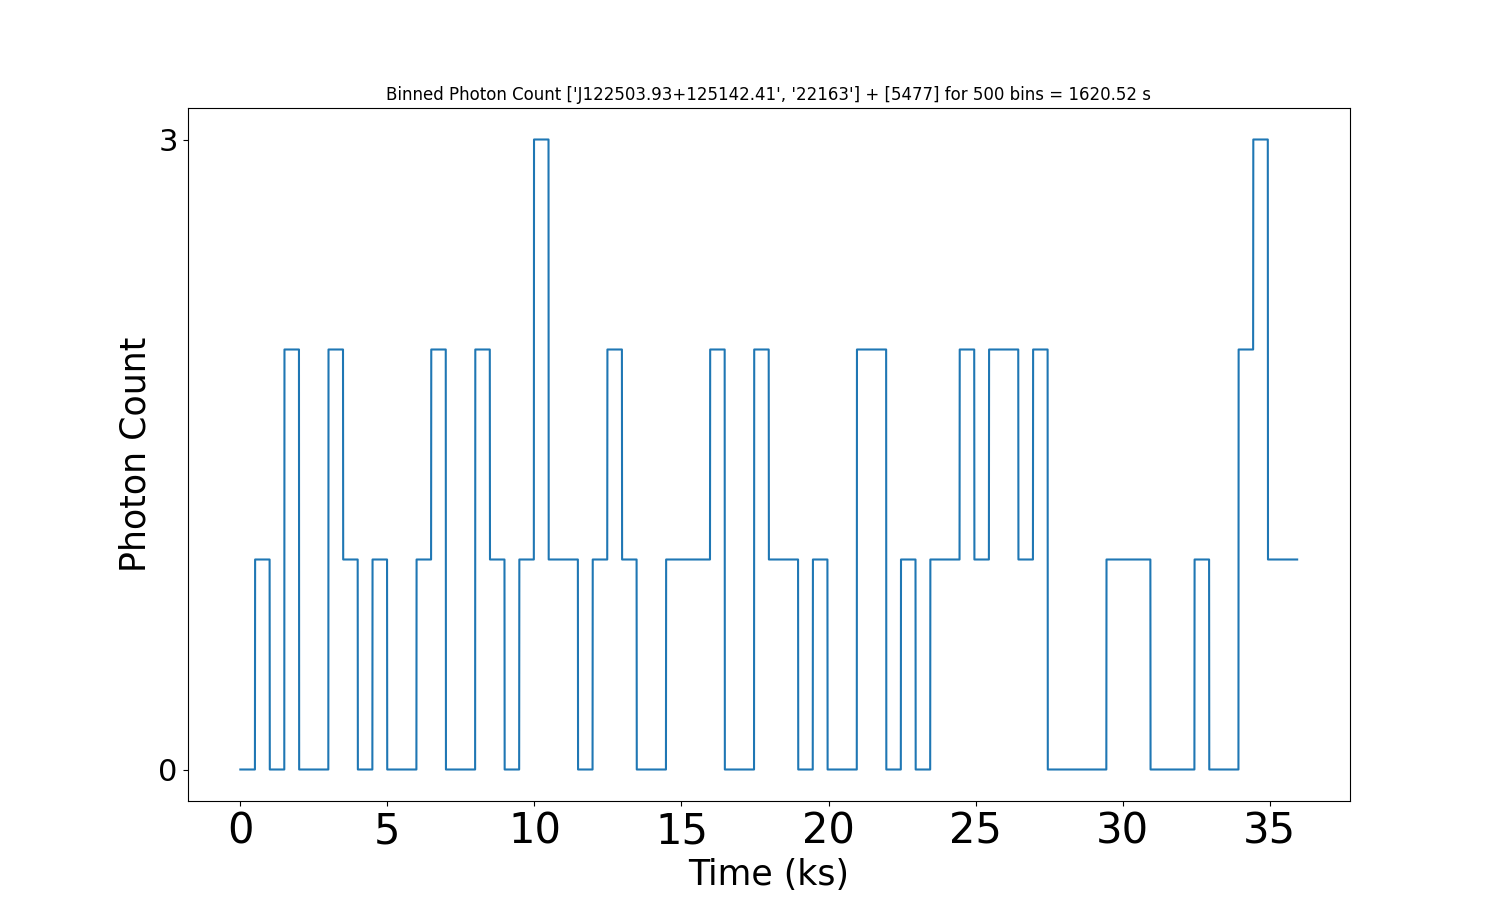 Binned Photon Count ['J122503.93+125142.41', '22163'] + [5477] for 500 bins = 1620.52 s
3
Photon Count
0
0 5 10 15 20 25 30 35
Time (ks)